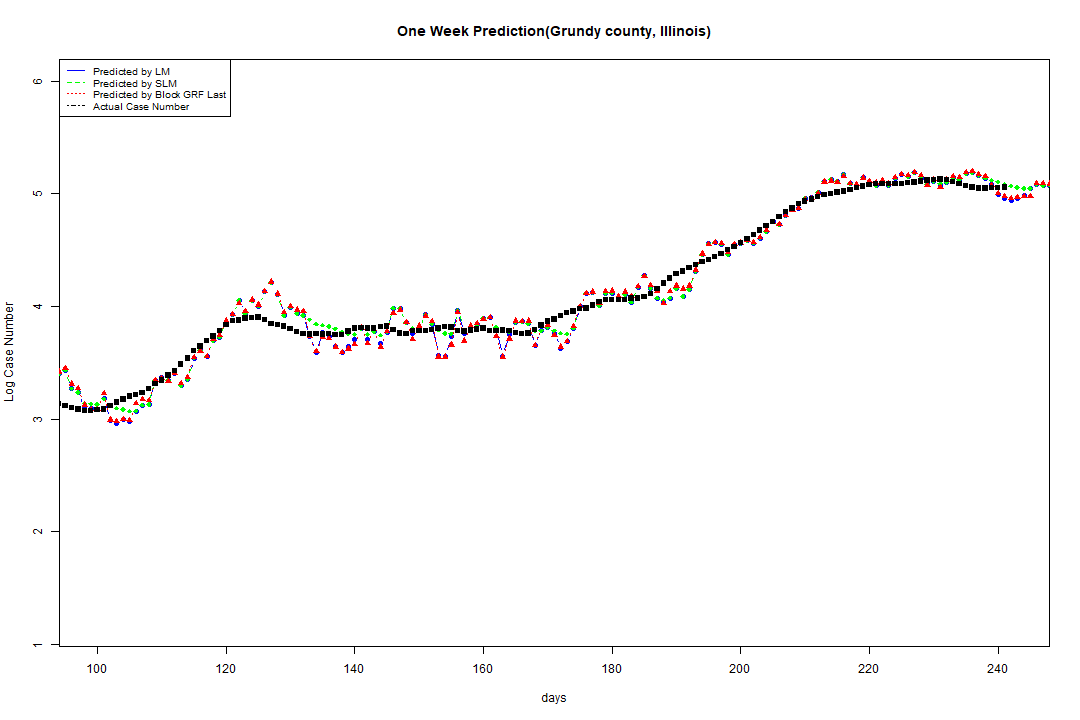 One Week Prediction(Grundy county, Illinois)
Predicted by LM
Predicted by SLM
Predicted by Block GRF Last
Actual Case Number
6
5
4
3
2
1
Log Case Number
100 120 140 160 180 200 220 240
days